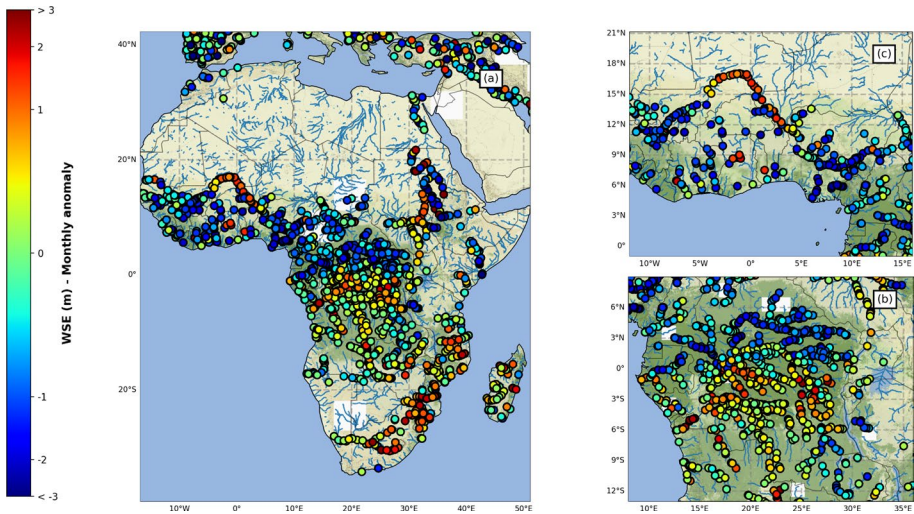 > 3
2
1
0
-1
-2
< -3
WSE (m) - Monthly anomaly
40°N
20°N
0°
20°S
10°W
0°
10°E
20°E
30°E
40°E
50°E
(a)
21°N
18°N
15°N
12°N
9°N
6°N
3°N
0°
10°W
5°W
0°
5°E
10°E
15°E
(c)
6°N
3°N
0°
3°S
6°S
9°S
12°S
10°E
15°E
20°E
25°E
30°E
35°E
(b)